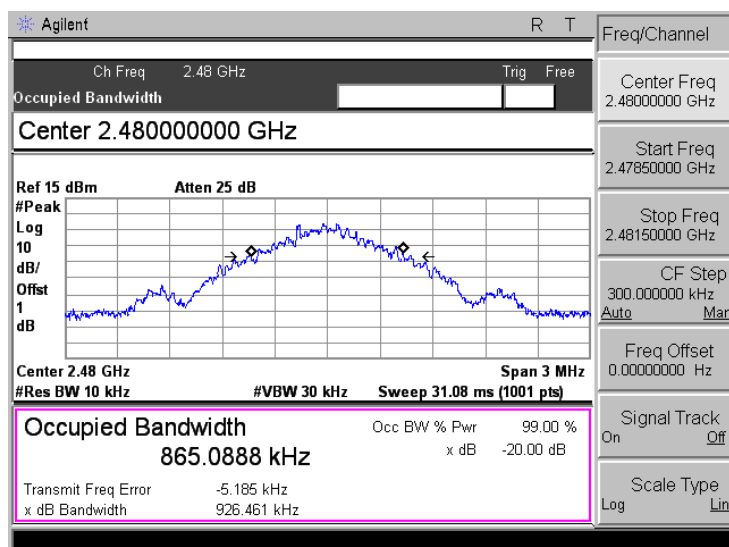 Agilent R T
Ch Freq 2.48 GHz Trig Free
Occupied Bandwidth
Center 2.480000000 GHz
Ref 15 dBm Atten 25 dB
#Peak
Log
10
dB/
Offst
1
dB
Center 2.48 GHz Span 3 MHz
#Res BW 10 kHz #VBW 30 kHz Sweep 31.08 ms (1001 pts)
Occupied Bandwidth Occ BW % Pwr 99.00 %
865.0888 kHz x dB -20.00 dB
Transmit Freq Error -5.185 kHz
x dB Bandwidth 926.461 kHz
Freq/Channel
Center Freq
2.48000000 GHz
Start Freq
2.47850000 GHz
Stop Freq
2.48150000 GHz
CF Step
300.000000 kHz
Auto Man
Freq Offset
0.00000000 Hz
Signal Track
On Off
Scale Type
Log Lin